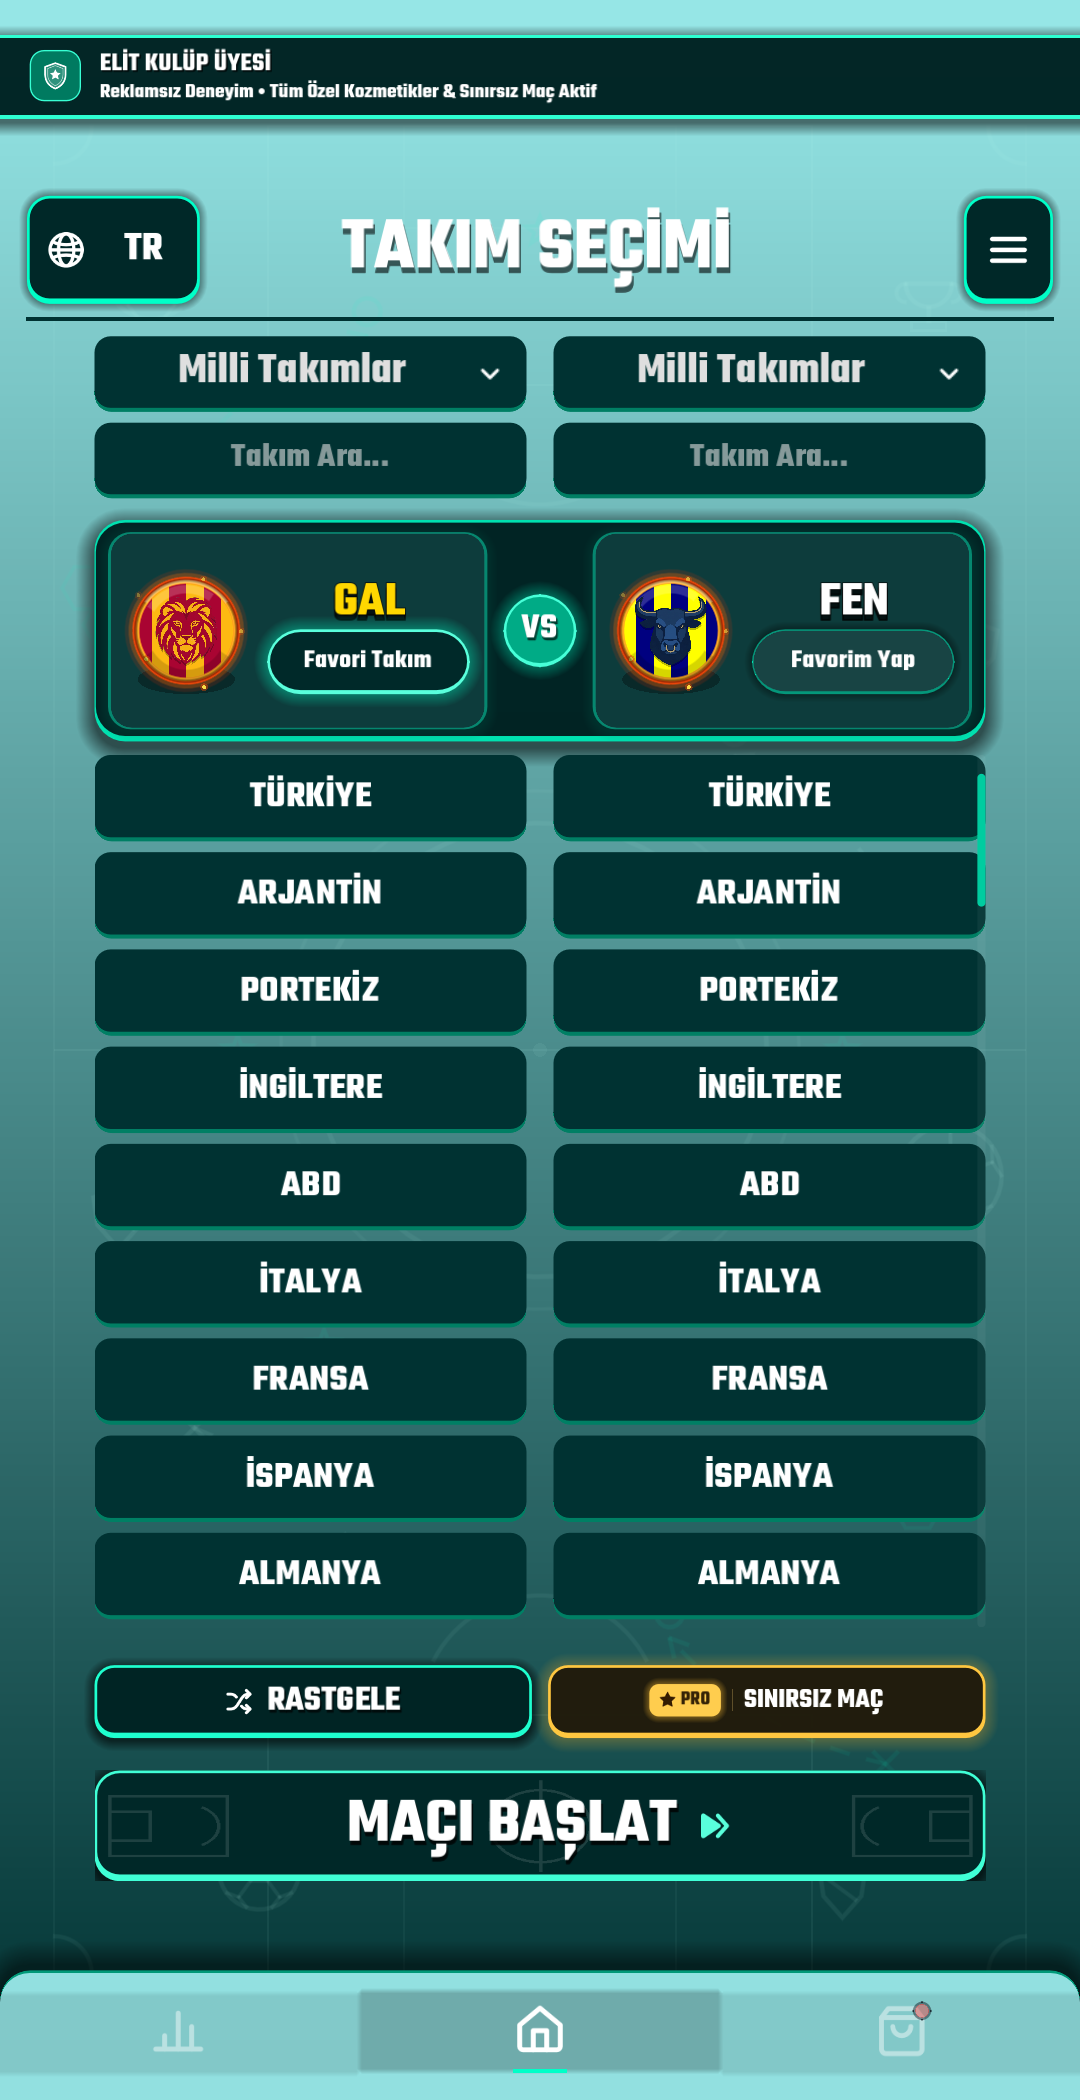 ELİT KULÜP ÜYESİ
Reklamsız Deneyim • Tüm Özel Kozmetikler & Sınırsız Maç Aktif
TR
TAKIM SEÇİMİ
Milli Takımlar
Milli Takımlar
Takım Ara...
Takım Ara...
GAL
Favori Takım
VS
FEN
Favorim Yap
TÜRKİYE
TÜRKİYE
ARJANTİN
ARJANTİN
PORTEKİZ
PORTEKİZ
İNGİLTERE
İNGİLTERE
ABD
ABD
İTALYA
İTALYA
FRANSA
FRANSA
İSPANYA
İSPANYA
ALMANYA
ALMANYA
RASTGELE
PRO
SINIRSIZ MAÇ
MAÇI BAŞLAT